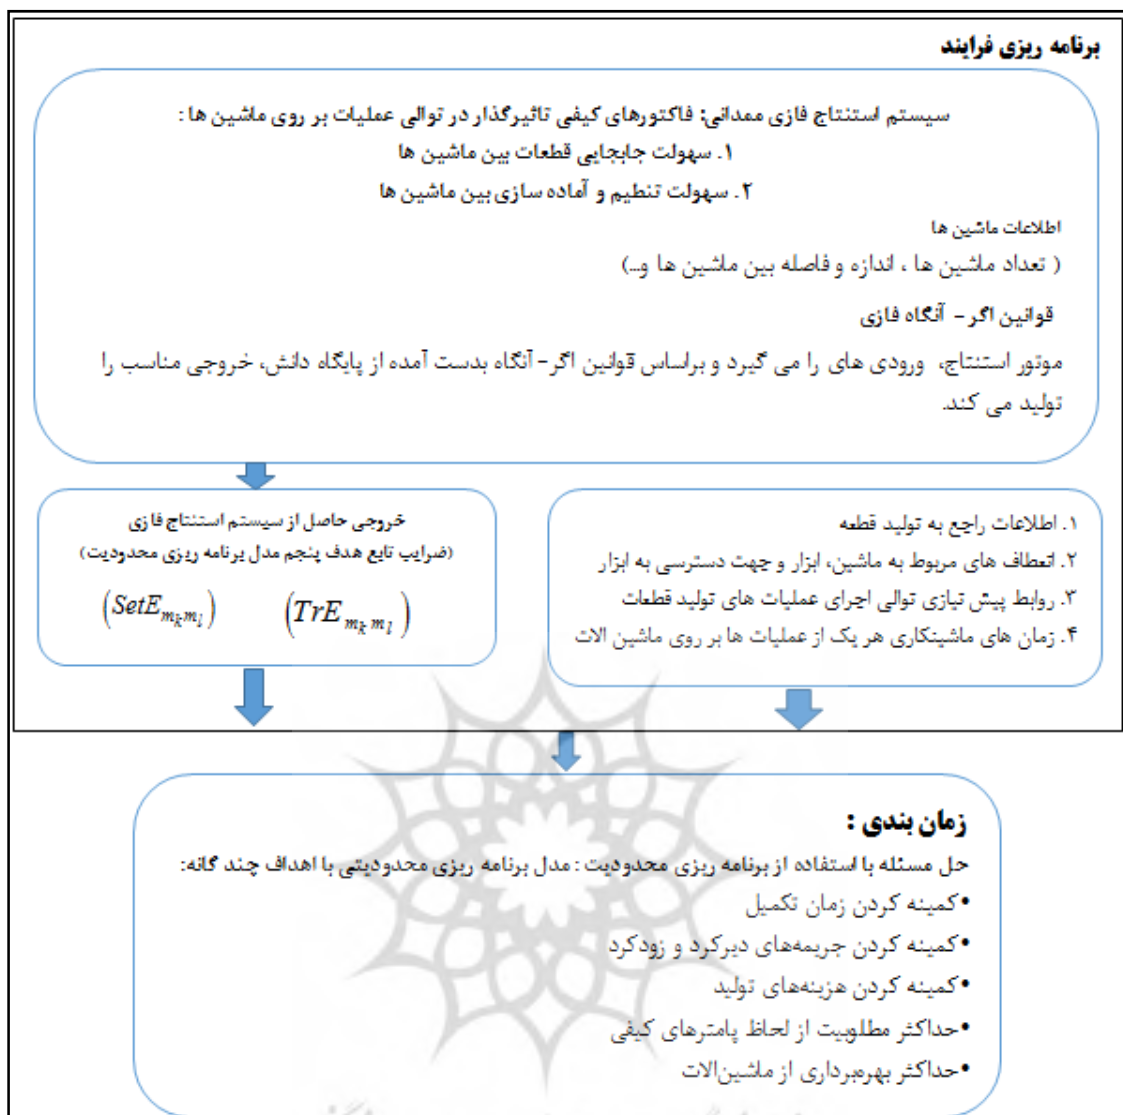 برنامه ریزی فرایند
سیستم استنتاج فازی ممدانی: فاکتورهای کیفی تاثیرگذار در توالی عملیات بر روی ماشین ها :
۱. سهولت جابجایی قطعات بین ماشین ها
۲. سهولت تنطیم و آماده سازی بین ماشین ها
اطلاعات ماشین ها
( تعداد ماشین ها ، اندازه و فاصله بین ماشین ها و...)
قوانین اگر - آنگاه فازی
موتور استنتاج، ورودی های را می گیرد و براساس قوانین اگر- آنگاه بدست آمده از پایگاه دانش، خروجی مناسب را
تولید می کند.
۱. اطلاعات راجع به تولید قطعه
۲. انعطاف های مربوط به ماشین، ابزار و جهت دسترسی به ابزار
۳. روابط پیش نیازی توالی اجرای عملیات های تولید قطعات
۴. زمان های ماشینکاری هر یک از عملیات ها بر روی ماشین الات
خروجی حاصل از سیستم استنتاج فازی
(ضرایب تابع هدف پنجم مدل برنامه ریزی محدودیت)
(SetE_{m_k m_l}) (TrE_{m_k m_l})
زمان بندی :
حل مسئله با استفاده از برنامه ریزی محدودیت : مدل برنامه ریزی محدودیتی با اهداف چند گانه:
•کمینه کردن زمان تکمیل
•کمینه کردن جریمه‌های دیرکرد و زودکرد
•کمینه کردن هزینه‌های تولید
•حداکثر مطلوبیت از لحاظ پامترهای کیفی
•حداکثر بهره‌برداری از ماشین‌الات